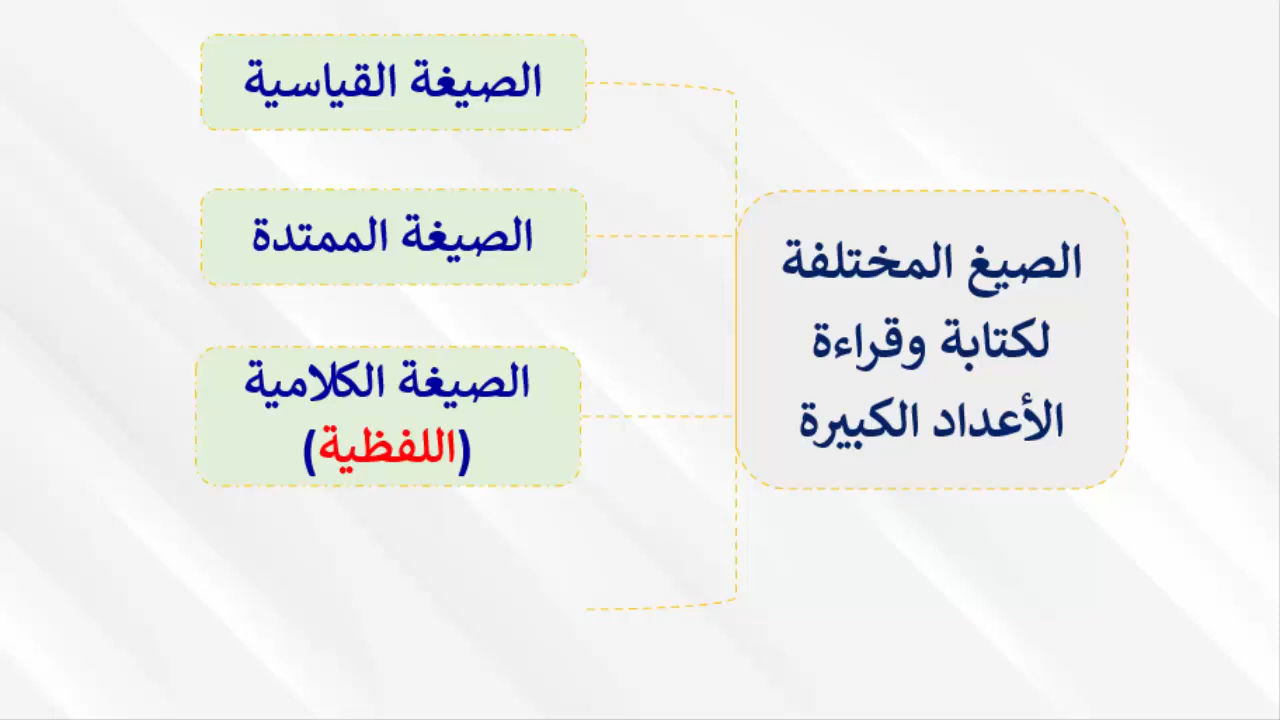 الصيغ المختلفة
لكتابة وقراءة
الأعداد الكبيرة
الصيغة القياسية
الصيغة الممتدة
الصيغة الكلامية
(اللفظية)